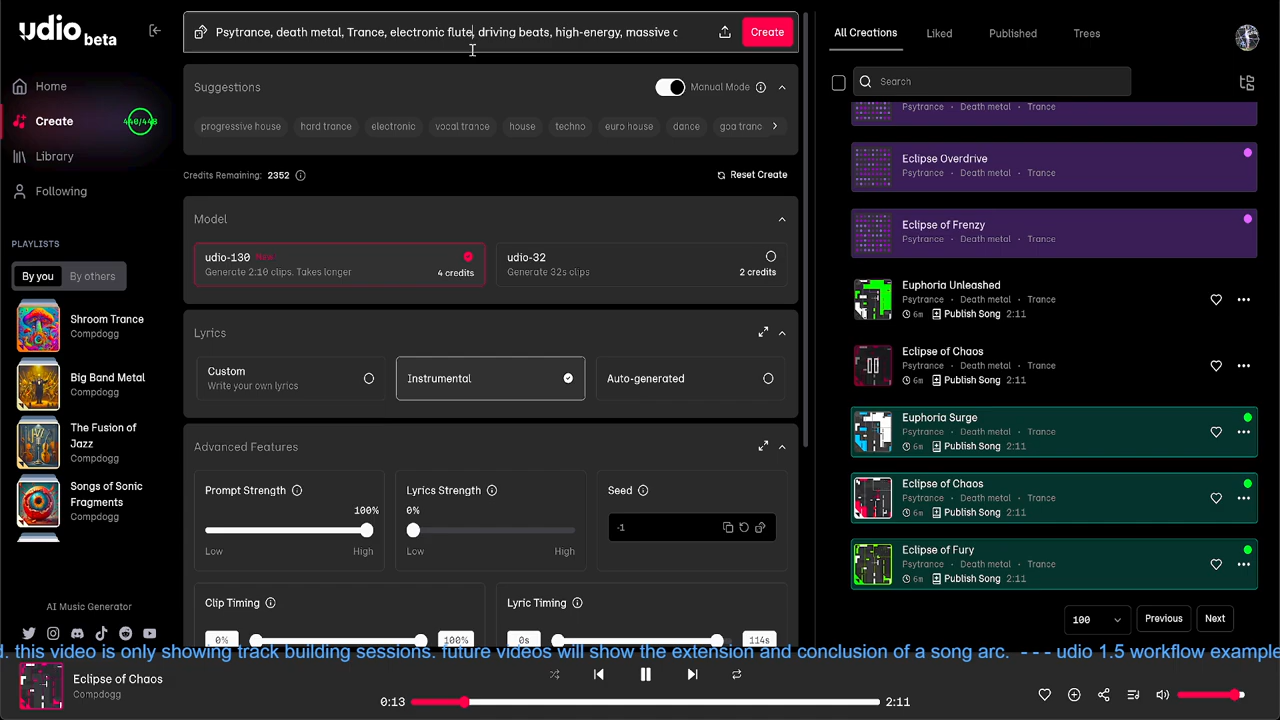 udio beta
Home
Create
440/448
Library
Following
PLAYLISTS
By you
By others
Shroom Trance
Compdogg
Big Band Metal
Compdogg
The Fusion of
Jazz
Compdogg
Songs of Sonic
Fragments
Compdogg
AI Music Generator
Psytrance, death metal, Trance, electronic flute, driving beats, high-energy, massive c
Create
Suggestions
Manual Mode
progressive house
hard trance
electronic
vocal trance
house
techno
euro house
dance
goa tranc
Credits Remaining: 2352
Reset Create
Model
udio-130 New
Generate 2:10 clips. Takes longer
4 credits
udio-32
Generate 32s clips
2 credits
Lyrics
Custom
Write your own lyrics
Instrumental
Auto-generated
Advanced Features
Prompt Strength
100%
Low
High
Lyrics Strength
0%
Low
High
Seed
-1
Clip Timing
0%
100%
Lyric Timing
0s
114s
All Creations
Liked
Published
Trees
Search
Psytrance · Death metal · Trance
Eclipse Overdrive
Psytrance · Death metal · Trance
Eclipse of Frenzy
Psytrance · Death metal · Trance
Euphoria Unleashed
Psytrance · Death metal · Trance
6m Publish Song 2:11
Eclipse of Chaos
Psytrance · Death metal · Trance
6m Publish Song 2:11
Euphoria Surge
Psytrance · Death metal · Trance
6m Publish Song 2:11
Eclipse of Chaos
Psytrance · Death metal · Trance
6m Publish Song 2:11
Eclipse of Fury
Psytrance · Death metal · Trance
6m Publish Song 2:11
100
Previous
Next
d. this video is only showing track building sessions. future videos will show the extension and conclusion of a song arc. - - - udio 1.5 workflow example
Eclipse of Chaos
Compdogg
0:13
2:11